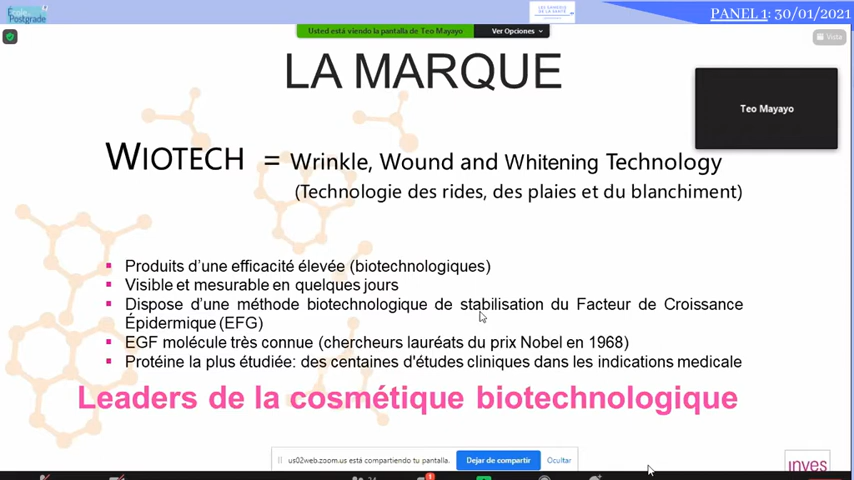 École
Postgrade
LES SAMEDIS
DE LA SANTÉ
PANEL 1: 30/01/2021
Usted está viendo la pantalla de Teo Mayayo
Ver Opciones
Vista
LA MARQUE
Teo Mayayo
WIOTECH = Wrinkle, Wound and Whitening Technology
(Technologie des rides, des plaies et du blanchiment)
Produits d'une efficacité élevée (biotechnologiques)
Visible et mesurable en quelques jours
Dispose d'une méthode biotechnologique de stabilisation du Facteur de Croissance
Épidermique (EFG)
EGF molécule très connue (chercheurs lauréats du prix Nobel en 1968)
Protéine la plus étudiée: des centaines d'études cliniques dans les indications medicale
Leaders de la cosmétique biotechnologique
us02web.zoom.us está compartiendo tu pantalla.
Dejar de compartir
Ocultar
inves